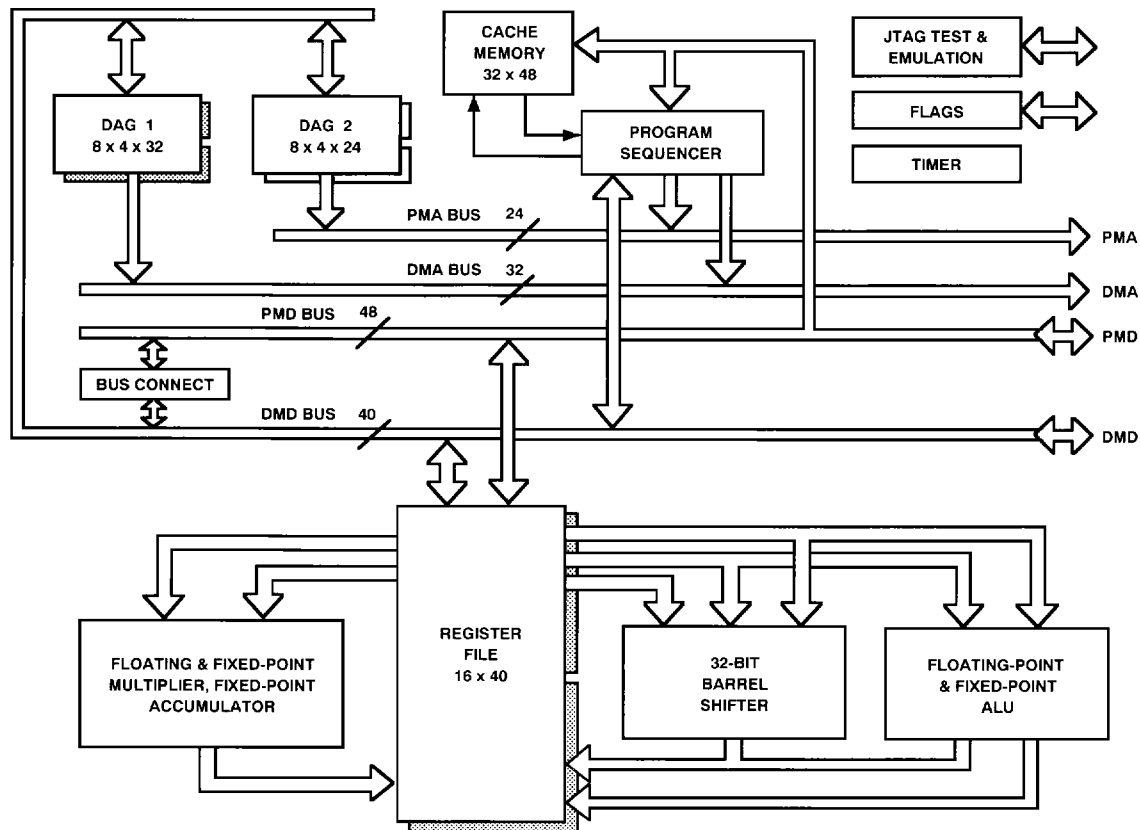 DAG 1
8 x 4 x 32
DAG 2
8 x 4 x 24
CACHE
MEMORY
32 x 48
PROGRAM
SEQUENCER
JTAG TEST &
EMULATION
FLAGS
TIMER
PMA BUS
24
PMA
DMA BUS
32
DMA
PMD BUS
48
PMD
BUS CONNECT
DMD BUS
40
DMD
FLOATING & FIXED-POINT
MULTIPLIER, FIXED-POINT
ACCUMULATOR
REGISTER
FILE
16 x 40
32-BIT
BARREL
SHIFTER
FLOATING-POINT
& FIXED-POINT
ALU